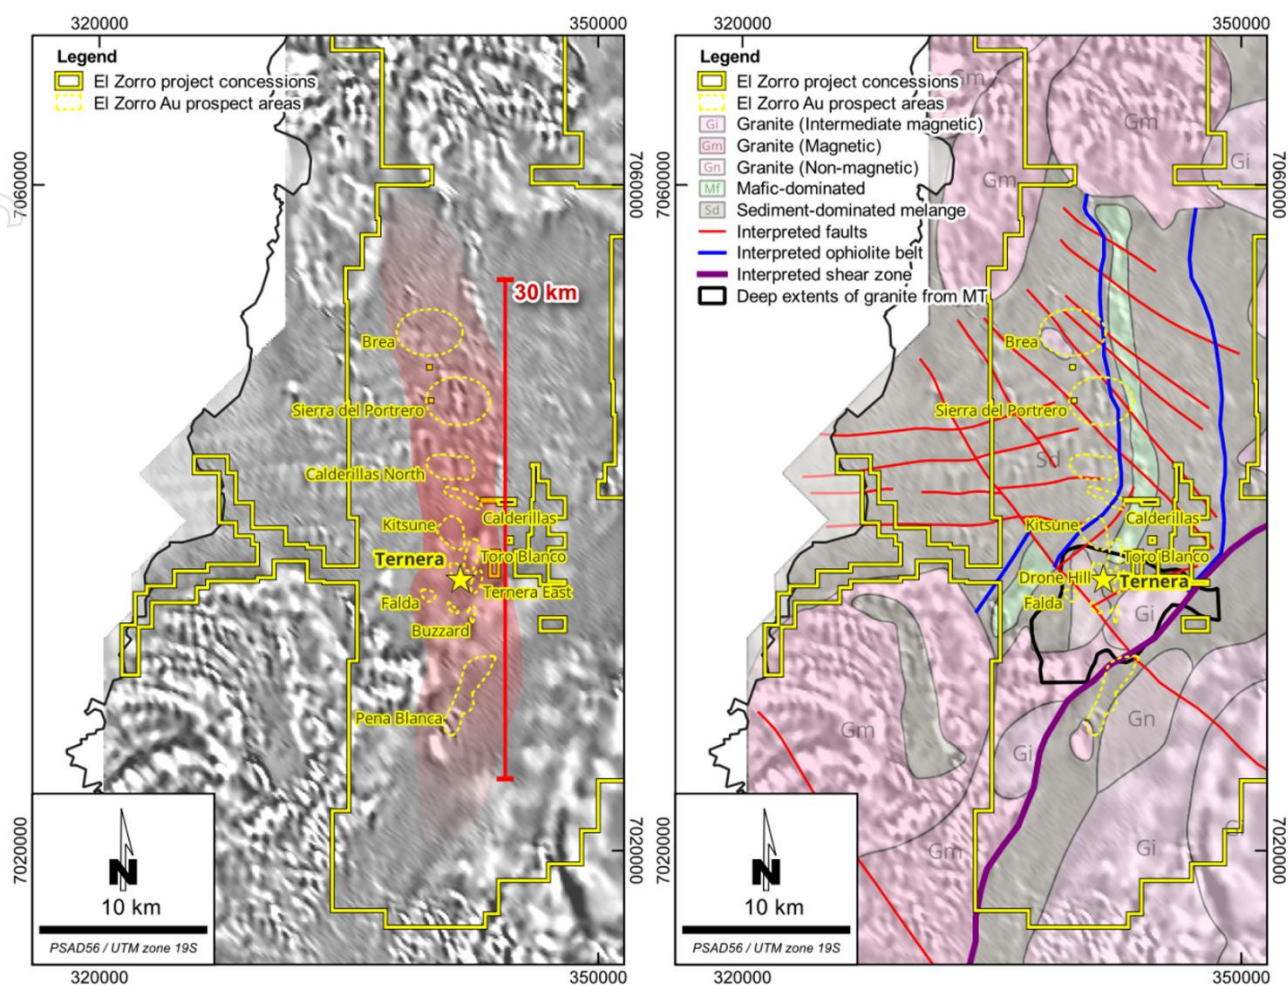 320000
350000
Legend
El Zorro project concessions
El Zorro Au prospect areas
7060000
7060000
30 km
Brea
Sierra del Portrero
Calderillas North
Kitsune
Calderillas
Ternera
Toro Blanco
Ternera East
Falda
Buzzard
Pena Blanca
7020000
7020000
N
10 km
PSAD56 / UTM zone 19S
320000
350000
320000
350000
Legend
El Zorro project concessions
El Zorro Au prospect areas
Gi Granite (Intermediate magnetic)
Gm Granite (Magnetic)
Gn Granite (Non-magnetic)
Mf Mafic-dominated
Sd Sediment-dominated melange
Interpreted faults
Interpreted ophiolite belt
Interpreted shear zone
Deep extents of granite from MT
Gm
Gm
Gi
Gm
7060000
7060000
Brea
Sierra del Portrero
Sd
Kitsune
Calderillas
Toro Blanco
Drone Hill
Ternera
Falda
Gi
Gm
Gi
Gn
Gm
Gi
Gi
7020000
7020000
N
10 km
PSAD56 / UTM zone 19S
320000
350000